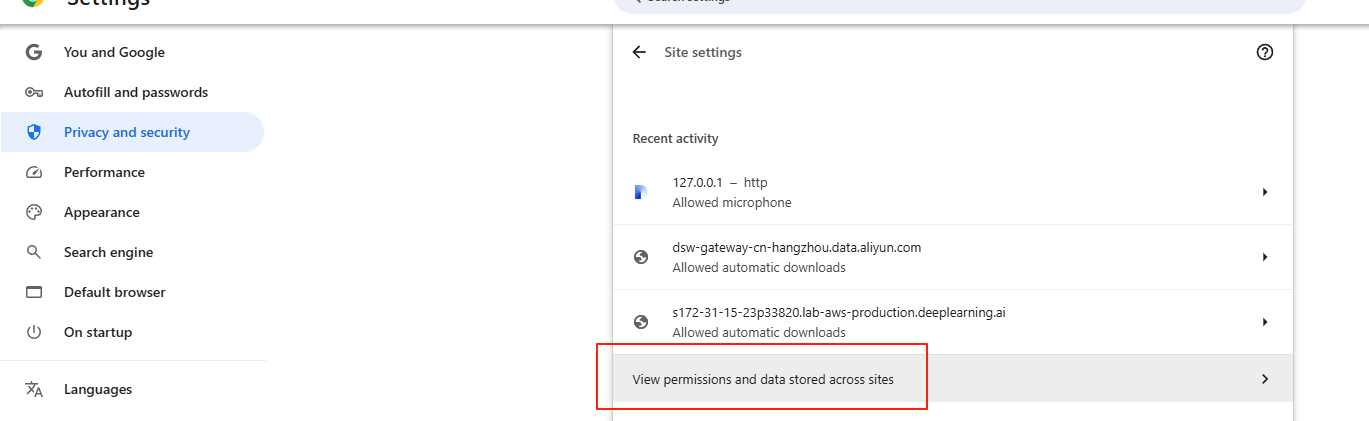 Settings
Search settings
You and Google
Autofill and passwords
Privacy and security
Performance
Appearance
Search engine
Default browser
On startup
Languages
Site settings
Recent activity
127.0.0.1 – http
Allowed microphone
dsw-gateway-cn-hangzhou.data.aliyun.com
Allowed automatic downloads
s172-31-15-23p33820.lab-aws-production.deeplearning.ai
Allowed automatic downloads
View permissions and data stored across sites